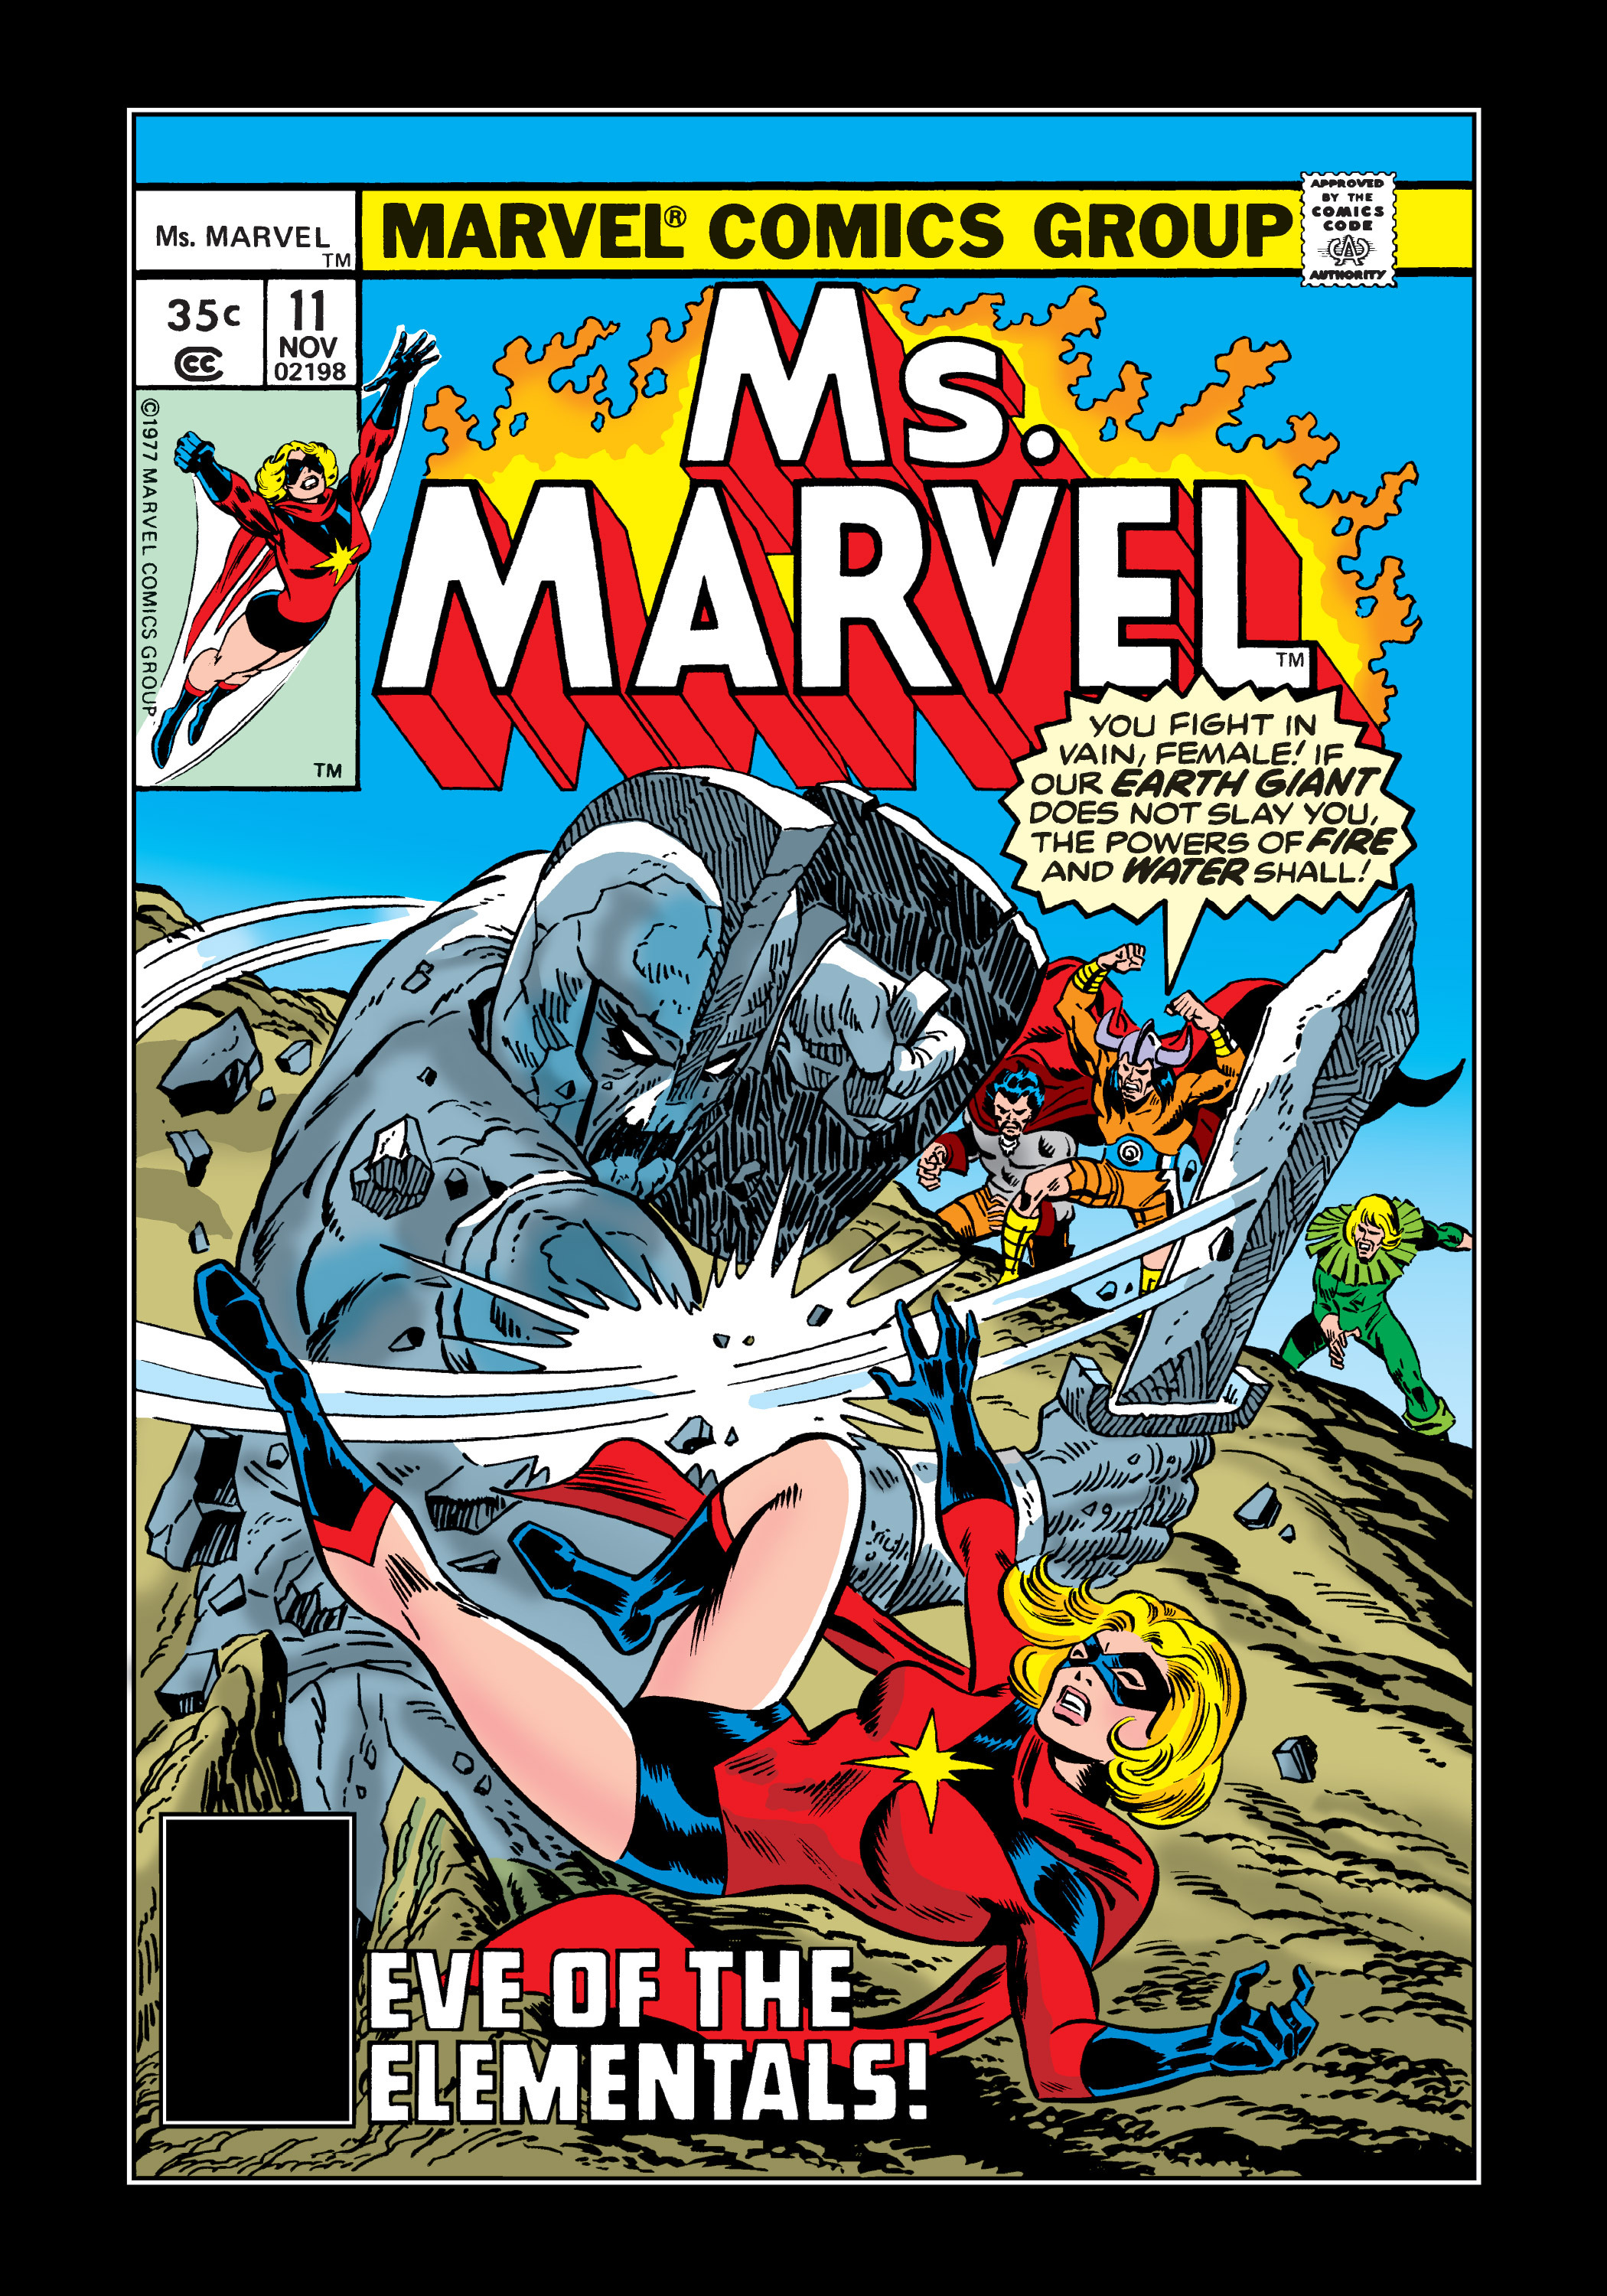 Ms. MARVEL
TM
MARVEL® COMICS GROUP
APPROVED
BY THE
COMICS
CODE
CA
AUTHORITY
35c
CC
11
NOV
02198
©1977 MARVEL COMICS GROUP
TM
Ms.
MARVEL
TM
YOU FIGHT IN
VAIN, FEMALE! IF
OUR EARTH GIANT
DOES NOT SLAY YOU,
THE POWERS OF FIRE
AND WATER SHALL!
EVE OF THE
ELEMENTALS!